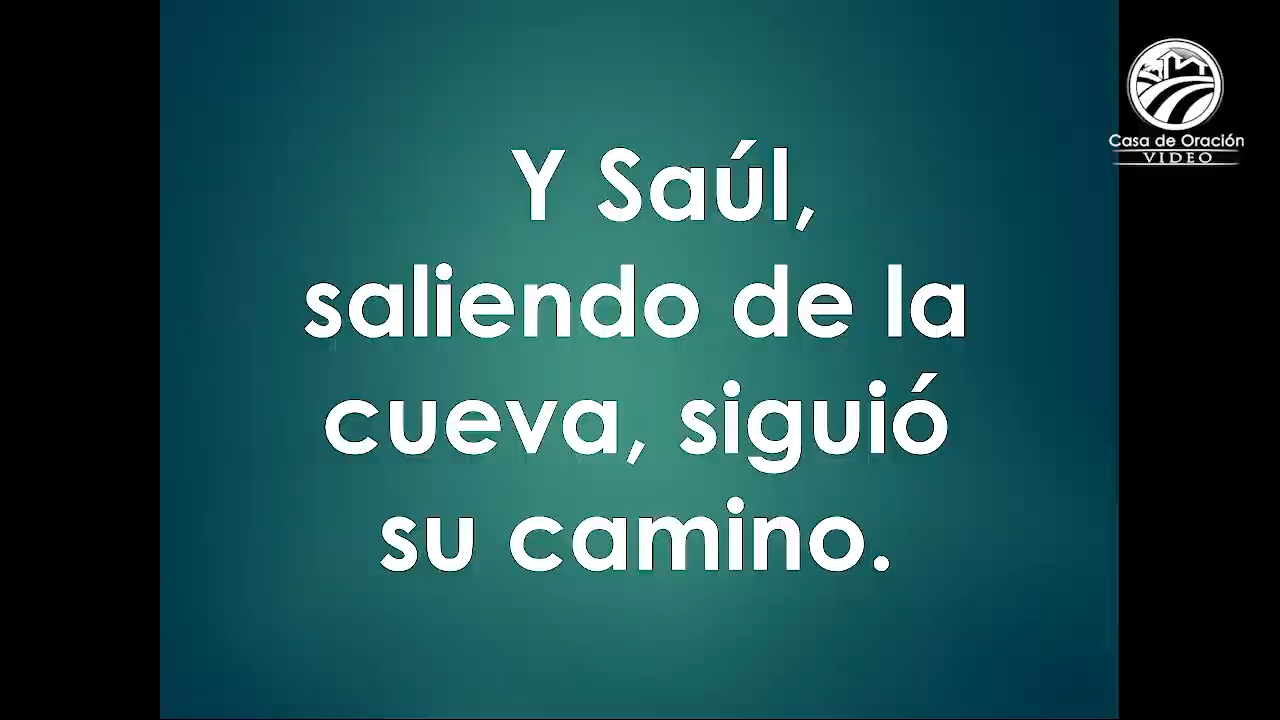 Y Saúl,
saliendo de la
cueva, siguió
su camino.
Casa de Oración
VIDEO